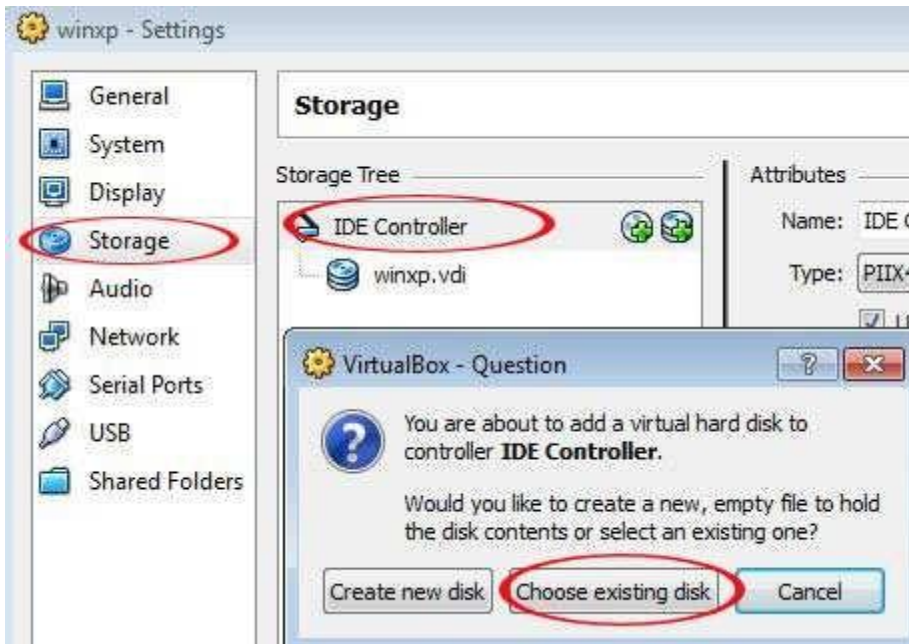 winxp - Settings
General
System
Display
Storage
Audio
Network
Serial Ports
USB
Shared Folders
Storage
Storage Tree
IDE Controller
winxp.vdi
Attributes
Name: IDE
Type: PIIX
VirtualBox - Question
You are about to add a virtual hard disk to
controller IDE Controller.
Would you like to create a new, empty file to hold
the disk contents or select an existing one?
Create new disk Choose existing disk Cancel